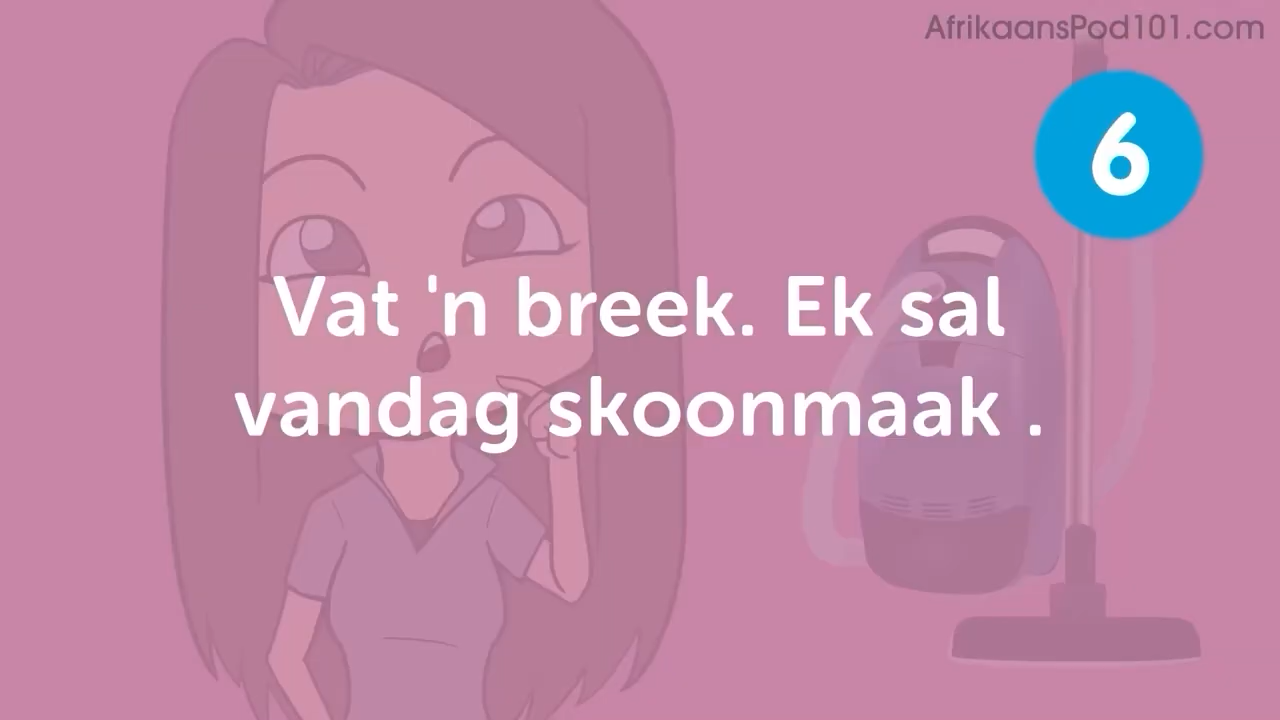 AfrikaansPod101.com
6
Vat 'n breek. Ek sal
vandag skoonmaak .